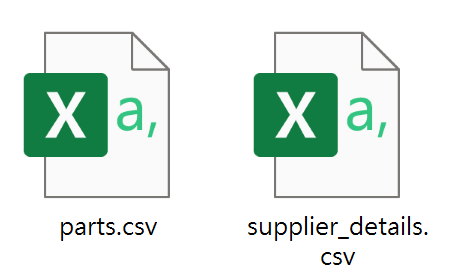 X a,
X a,
parts.csv
supplier_details.
csv